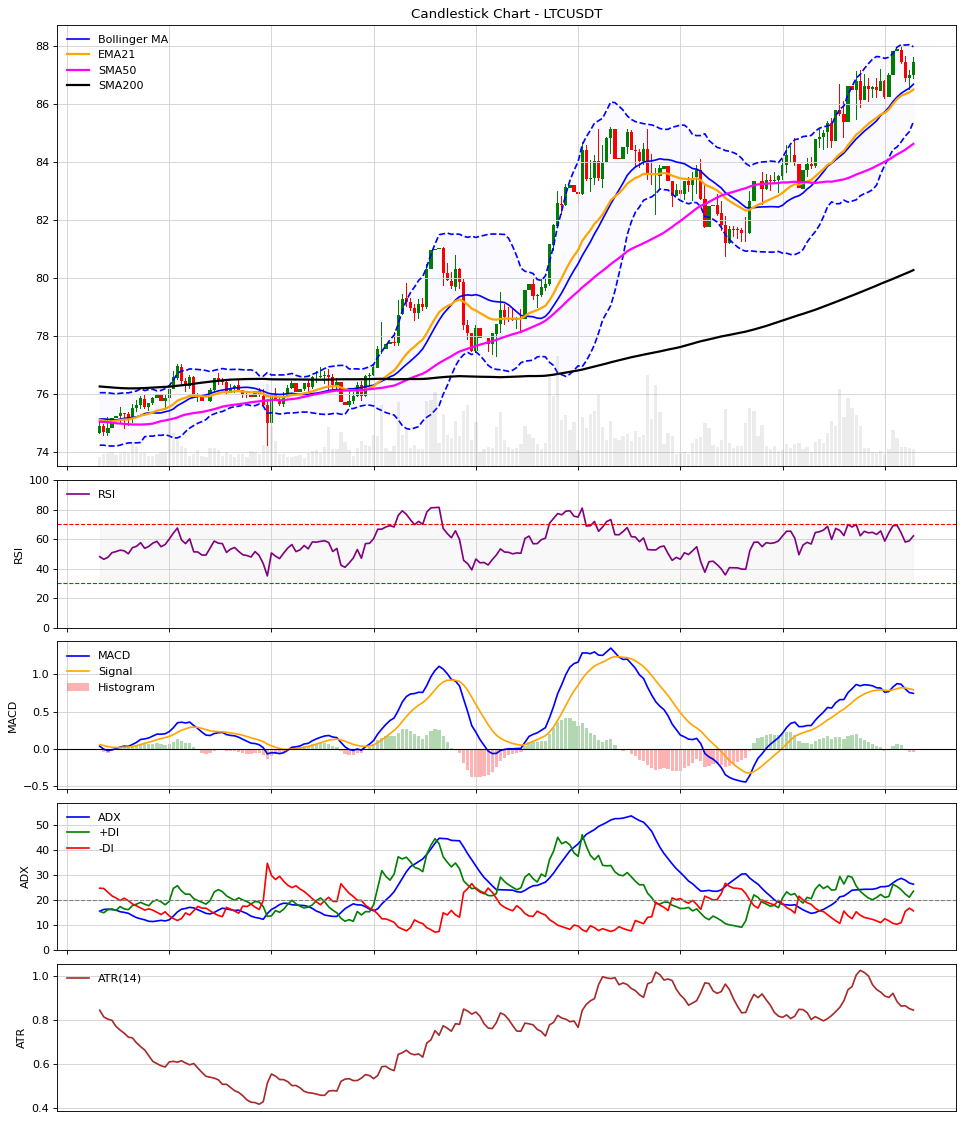 Candlestick Chart - LTCUSDT
Bollinger MA
EMA21
SMA50
SMA200
88
86
84
82
80
78
76
74
RSI
RSI
100
80
60
40
20
0
MACD
Signal
Histogram
MACD
1.0
0.5
0.0
−0.5
ADX
+DI
-DI
ADX
50
40
30
20
10
0
ATR(14)
ATR
1.0
0.8
0.6
0.4